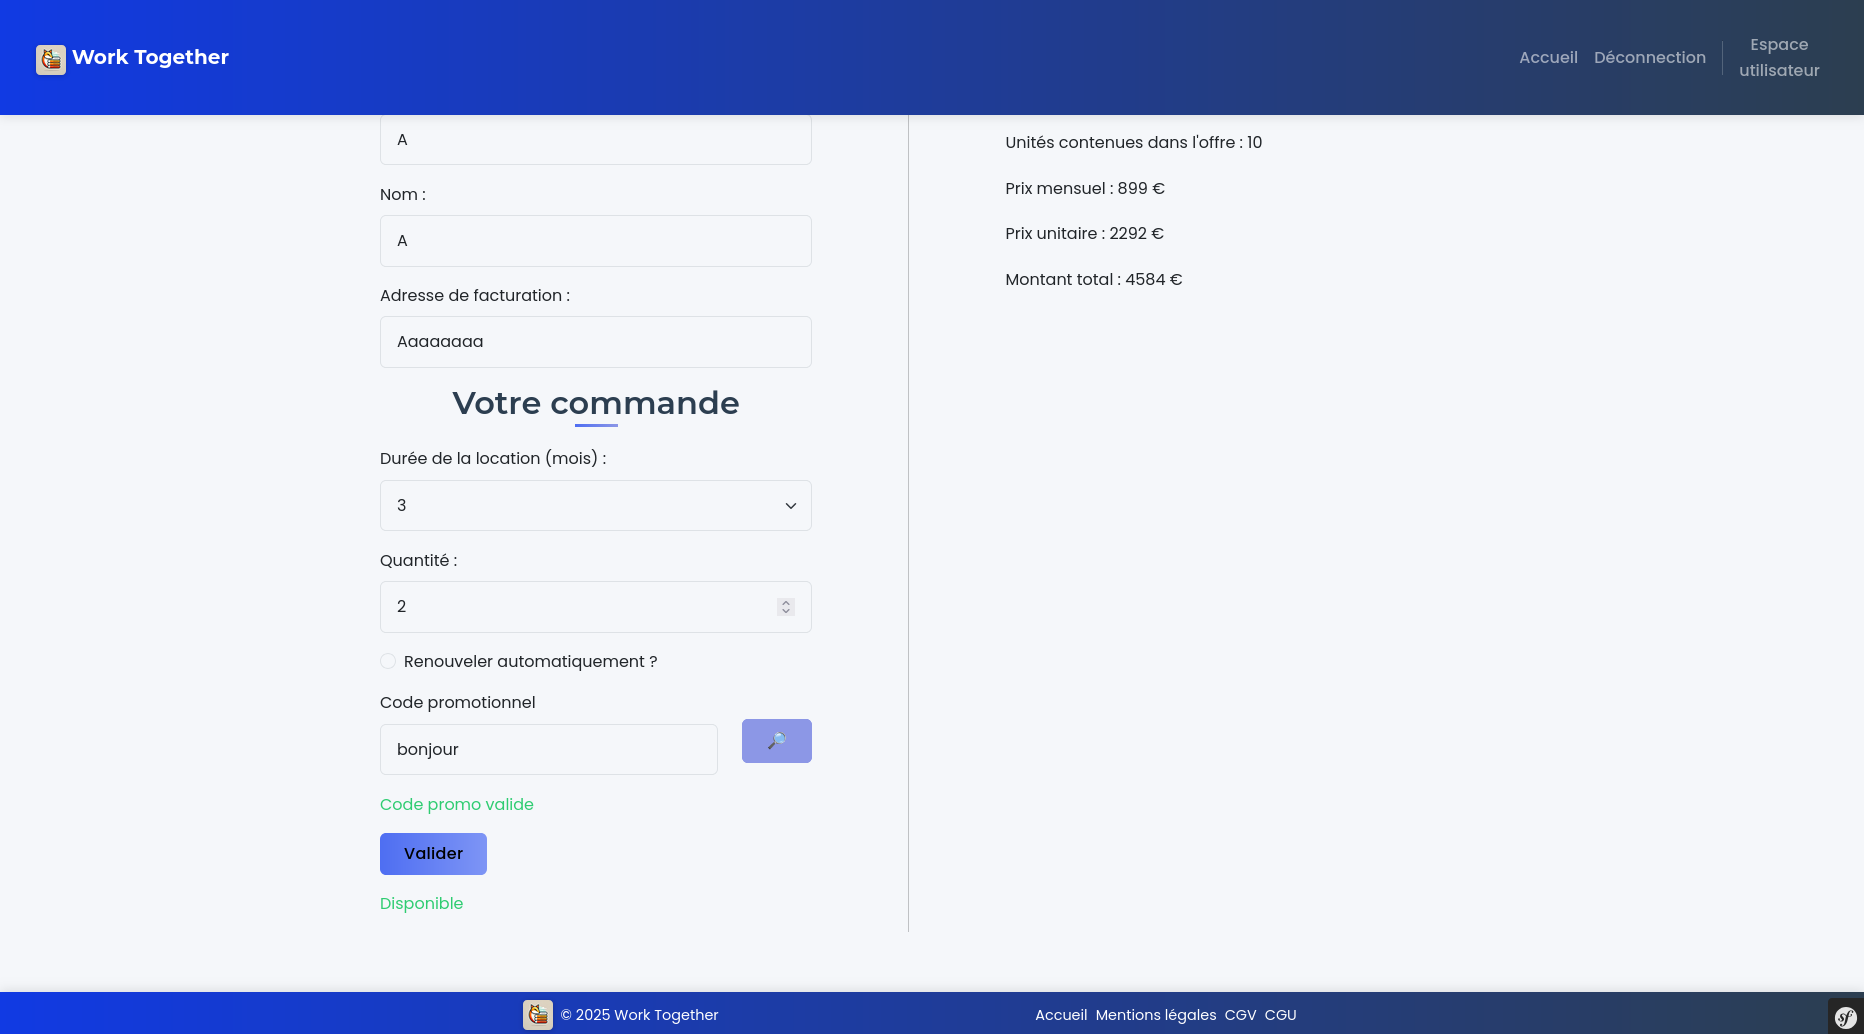 Work Together
Accueil Déconnection Espace utilisateur
A
Nom :
A
Adresse de facturation :
Aaaaaaaa
Votre commande
Durée de la location (mois) :
3
Quantité :
2
Renouveler automatiquement ?
Code promotionnel
bonjour
Code promo valide
Valider
Disponible
Unités contenues dans l'offre : 10
Prix mensuel : 899 €
Prix unitaire : 2292 €
Montant total : 4584 €
© 2025 Work Together
Accueil Mentions légales CGV CGU
sf